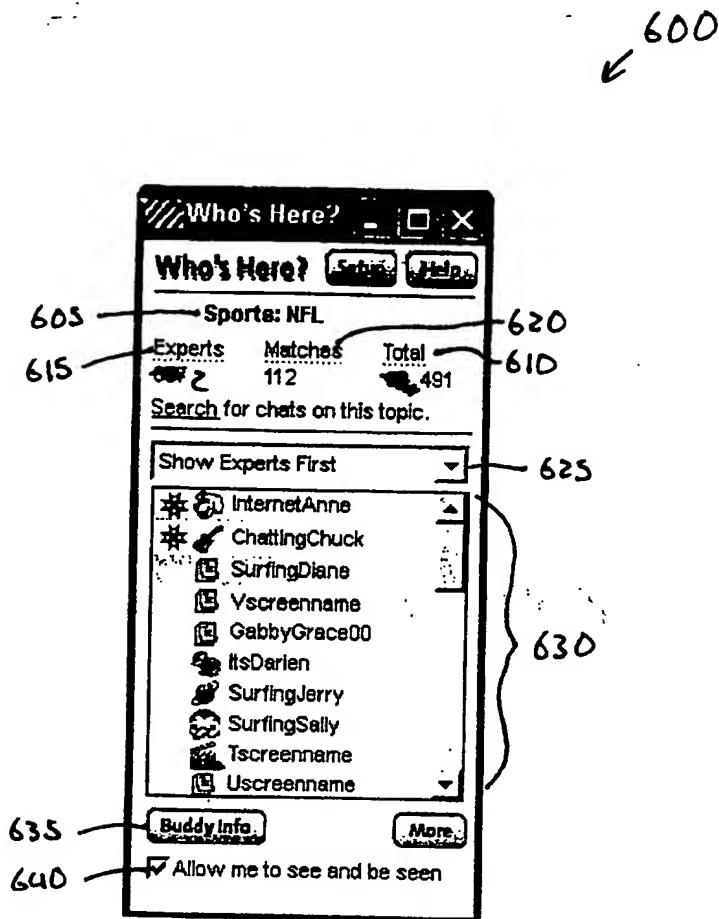 600
Who's Here?
Who's Here? Setup Help
605 Sports: NFL 620
615 Experts Matches Total 610
2 112 491
Search for chats on this topic.
Show Experts First 625
InternetAnne
ChattingChuck
SurfingDiane
Vscreenname
GabbyGrace00
630
ItsDarien
SurfingJerry
SurfingSally
Tscreenname
Uscreenname
635 Buddy Info More
640 Allow me to see and be seen